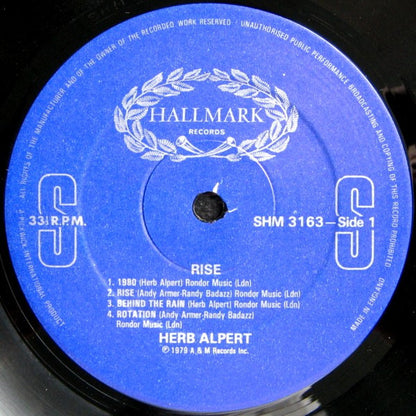 ALL RIGHTS OF THE MANUFACTURER AND OF THE OWNER OF THE RECORDED WORK RESERVED · UNAUTHORISED PUBLIC PERFORMANCE BROADCASTING AND COPYING OF THIS RECORD PROHIBITED
HALLMARK
RECORDS
S
S
33⅓ R.P.M.
SHM 3163—Side 1
RISE
1. 1980 (Herb Alpert) Rondor Music (Ldn)
2. RISE (Andy Armer-Randy Badazz) Rondor Music (Ldn)
3. BEHIND THE RAIN (Herb Alpert) Rondor Music (Ldn)
4. ROTATION (Andy Armer-Randy Badazz)
Rondor Music (Ldn)
HERB ALPERT
℗ 1979 A & M Records Inc.
A PICKWICK INTERNATIONAL PRODUCT
MADE IN ENGLAND